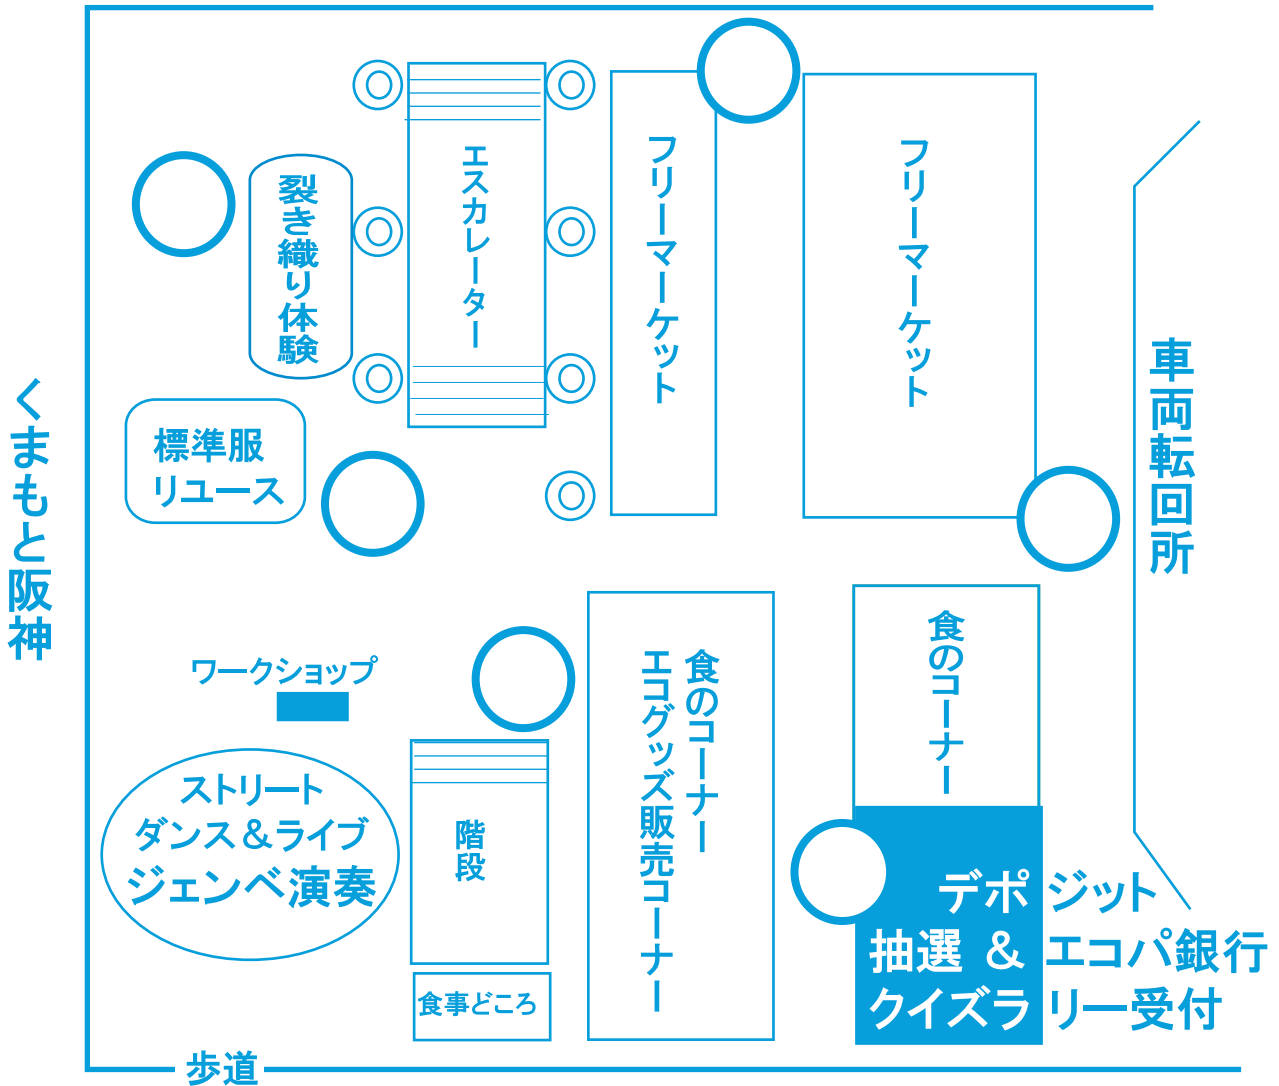 エスカレーター
フリーマーケット
フリーマーケット
裂き織り体験
車両転回所
くまもと阪神
標準服
リユース
食のコーナー
食のコーナー
エコグッズ販売コーナー
ワークショップ
ストリート
ダンス&ライブ
ジェンベ演奏
階段
デポジット
抽選 & エコパ銀行
クイズラリー受付
食事どころ
歩道